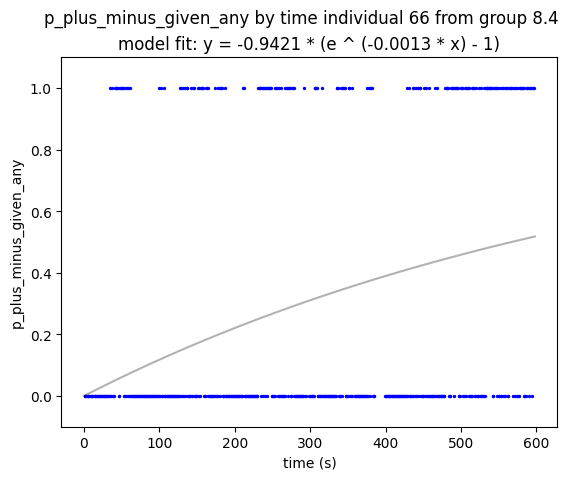 p_plus_minus_given_any by time individual 66 from group 8.4
model fit: y = -0.9421 * (e ^ (-0.0013 * x) - 1)
1.0
0.8
0.6
0.4
0.2
0.0
p_plus_minus_given_any
0 100 200 300 400 500 600
time (s)